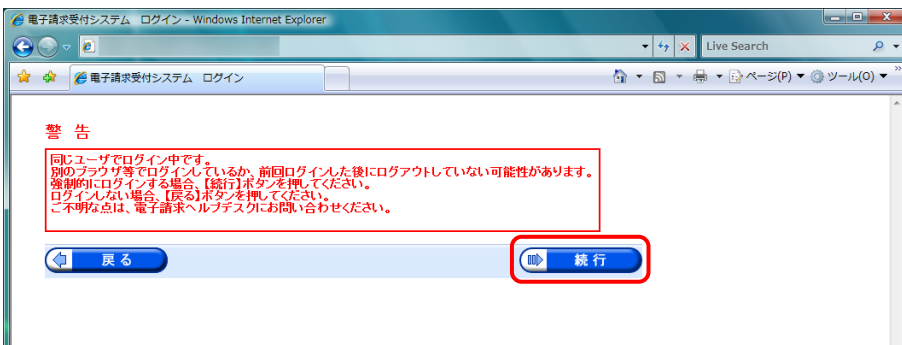 電子請求受付システム　ログイン - Windows Internet Explorer
Live Search
電子請求受付システム　ログイン
ページ(P) ツール(O) »
警 告
同じユーザでログイン中です。
別のブラウザ等でログインしているか、前回ログインした後にログアウトしていない可能性があります。
強制的にログインする場合、【続行】ボタンを押してください。
ログインしない場合、【戻る】ボタンを押してください。
ご不明な点は、電子請求ヘルプデスクにお問い合わせください。
戻 る
続 行